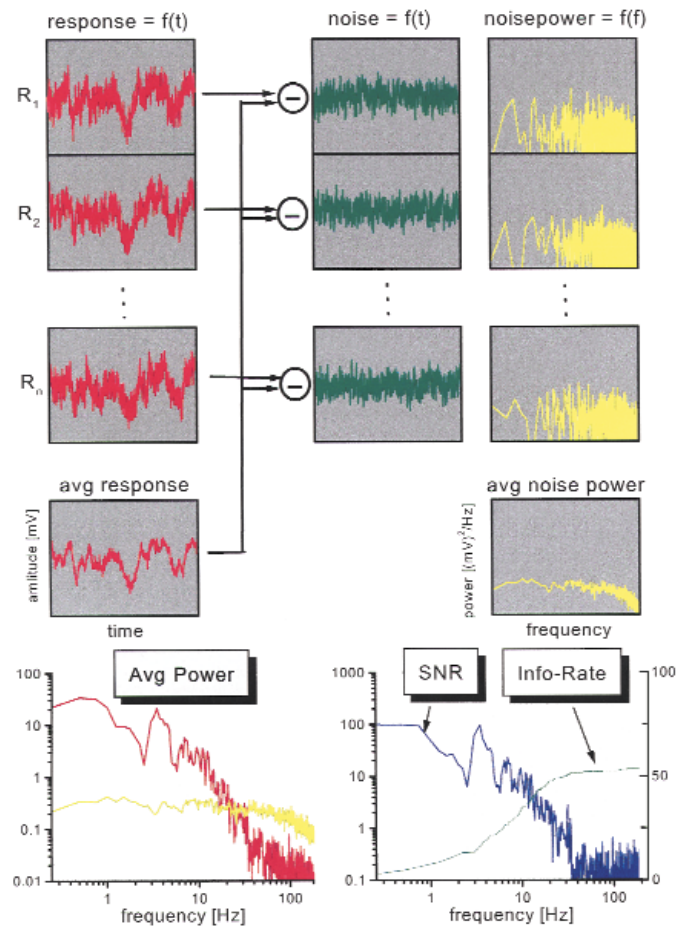 response = f(t)
noise = f(t)
noisepower = f(f)
R1
R2
Rn
avg response
avg noise power
amlitude [mV]
power [(mV)²/Hz]
time
frequency
Avg Power
SNR
Info-Rate
100
10
1
0.1
0.01
1
10
100
frequency [Hz]
1000
100
10
1
0.1
100
50
0
1
10
100
frequency [Hz]